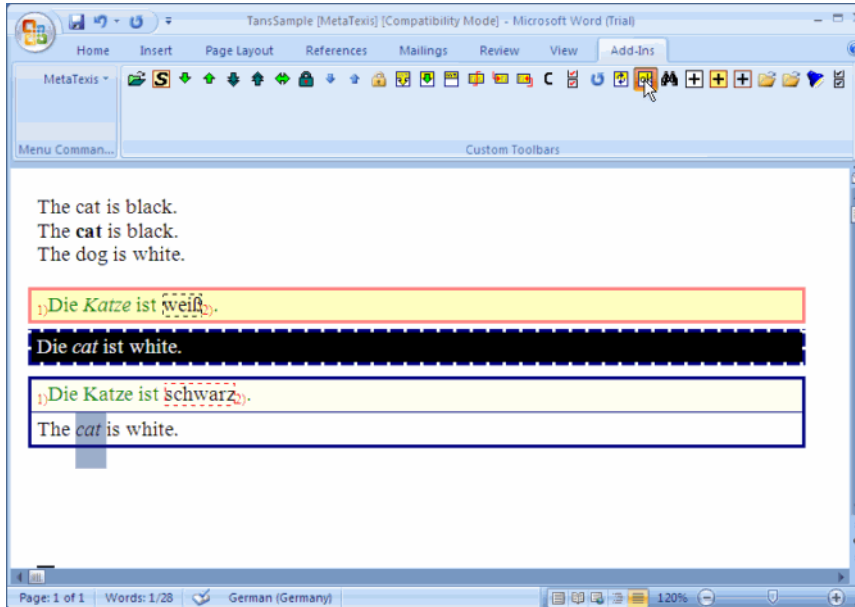 TansSample [MetaTexis] [Compatibility Mode] - Microsoft Word (Trial)
Home Insert Page Layout References Mailings Review View Add-Ins
MetaTexis
S C
Menu Comman... Custom Toolbars
The cat is black.
The cat is black.
The dog is white.
1)Die Katze ist weiß2).
Die cat ist white.
1)Die Katze ist schwarz2).
The cat is white.
Page: 1 of 1 Words: 1/28 German (Germany) 120%